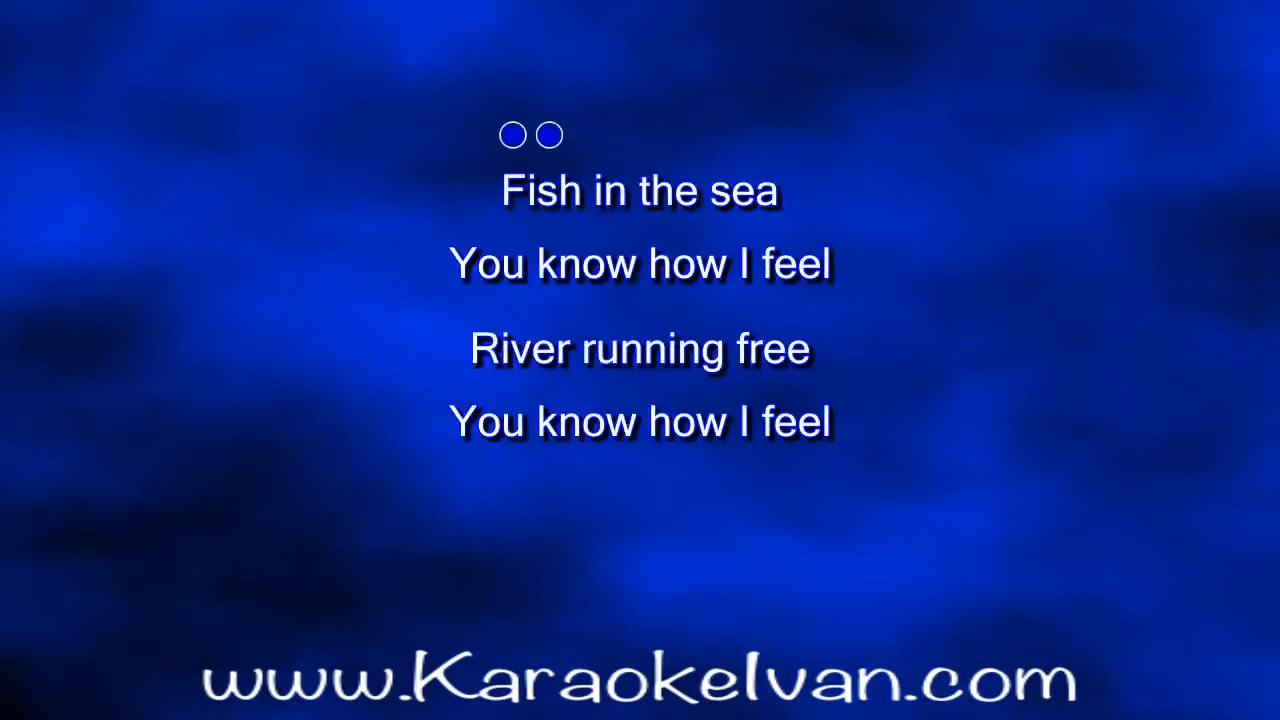 Fish in the sea
You know how I feel
River running free
You know how I feel
www.KaraokeIvan.com